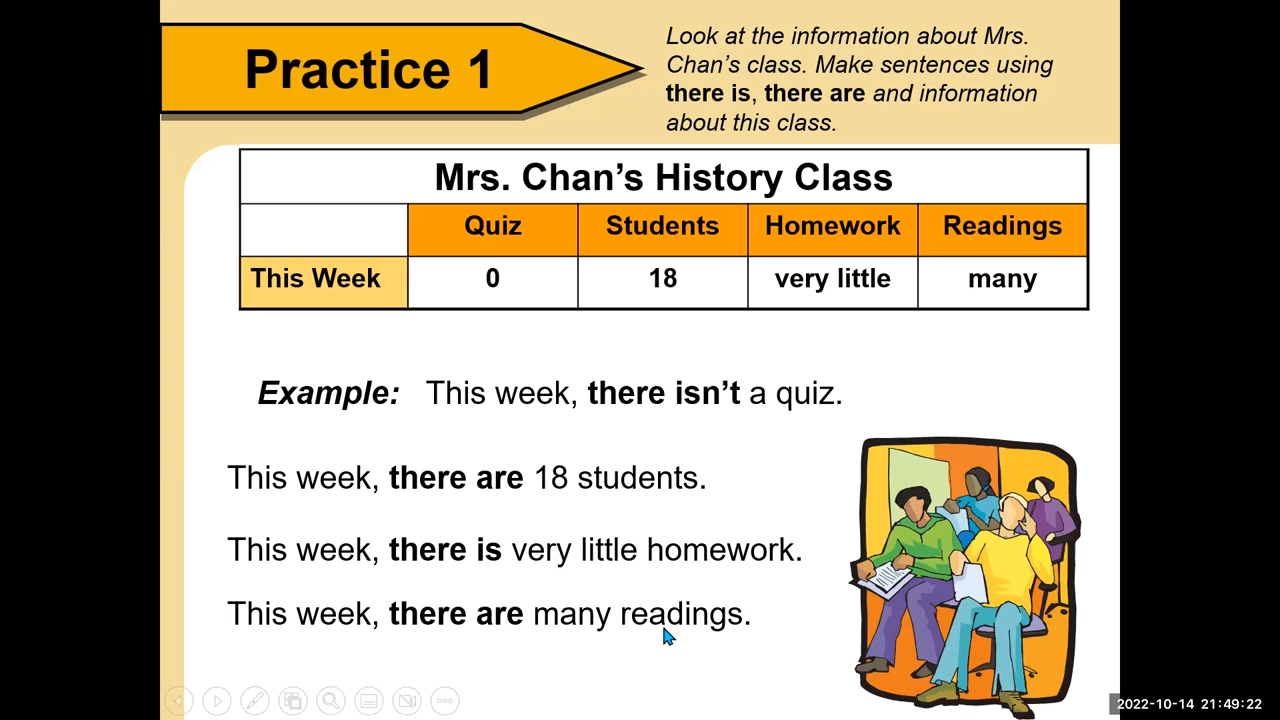 Practice 1
Look at the information about Mrs.
Chan's class. Make sentences using
there is, there are and information
about this class.
Mrs. Chan's History Class
Quiz Students Homework Readings
This Week 0 18 very little many
Example: This week, there isn't a quiz.
This week, there are 18 students.
This week, there is very little homework.
This week, there are many readings.
2022-10-14 21:49:22